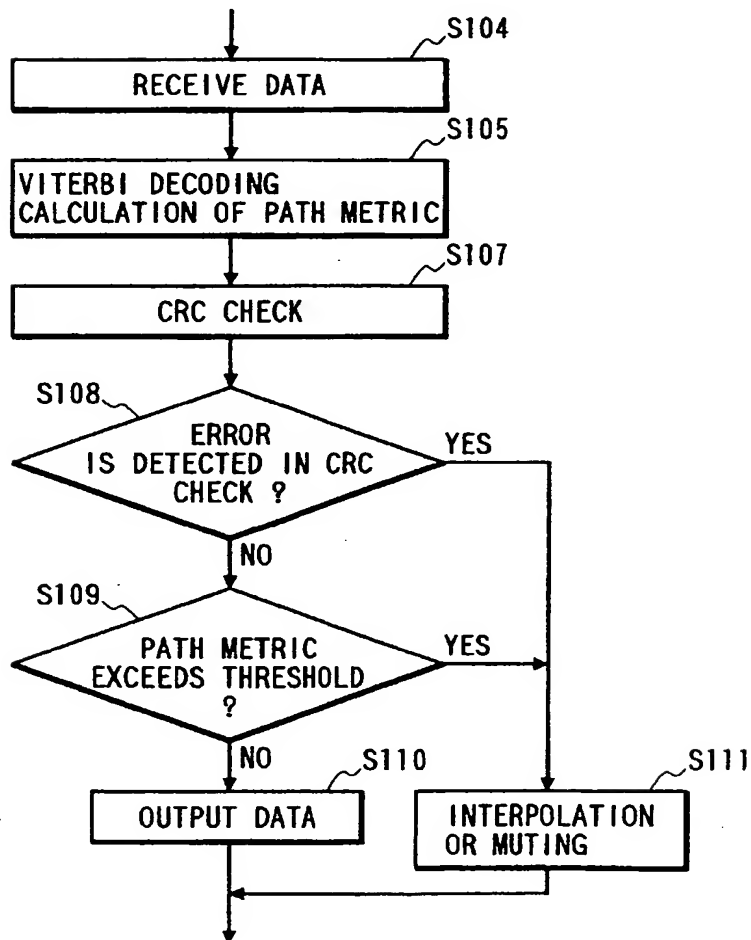 S104
RECEIVE DATA
S105
VITERBI DECODING
CALCULATION OF PATH METRIC
S107
CRC CHECK
S108
ERROR
IS DETECTED IN CRC
CHECK ?
YES
NO
S109
PATH METRIC
EXCEEDS THRESHOLD
?
YES
NO
S110
OUTPUT DATA
S111
INTERPOLATION
OR MUTING